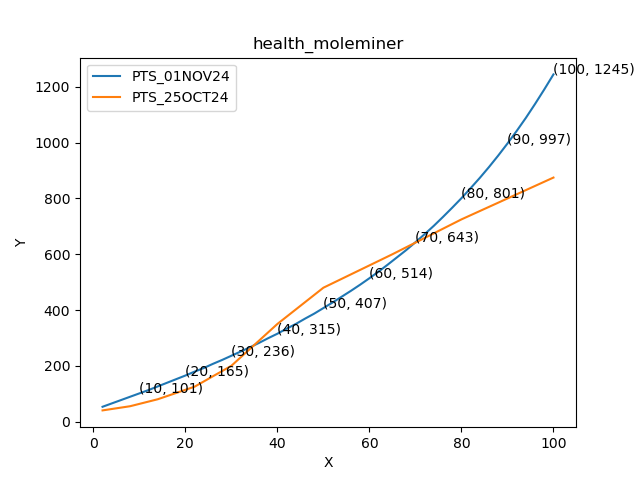 health_moleminer
PTS_01NOV24
PTS_25OCT24
1200
1000
800
600
400
200
0
Y
(100, 1245)
(90, 997)
(80, 801)
(70, 643)
(60, 514)
(50, 407)
(40, 315)
(30, 236)
(20, 165)
(10, 101)
0 20 40 60 80 100
X